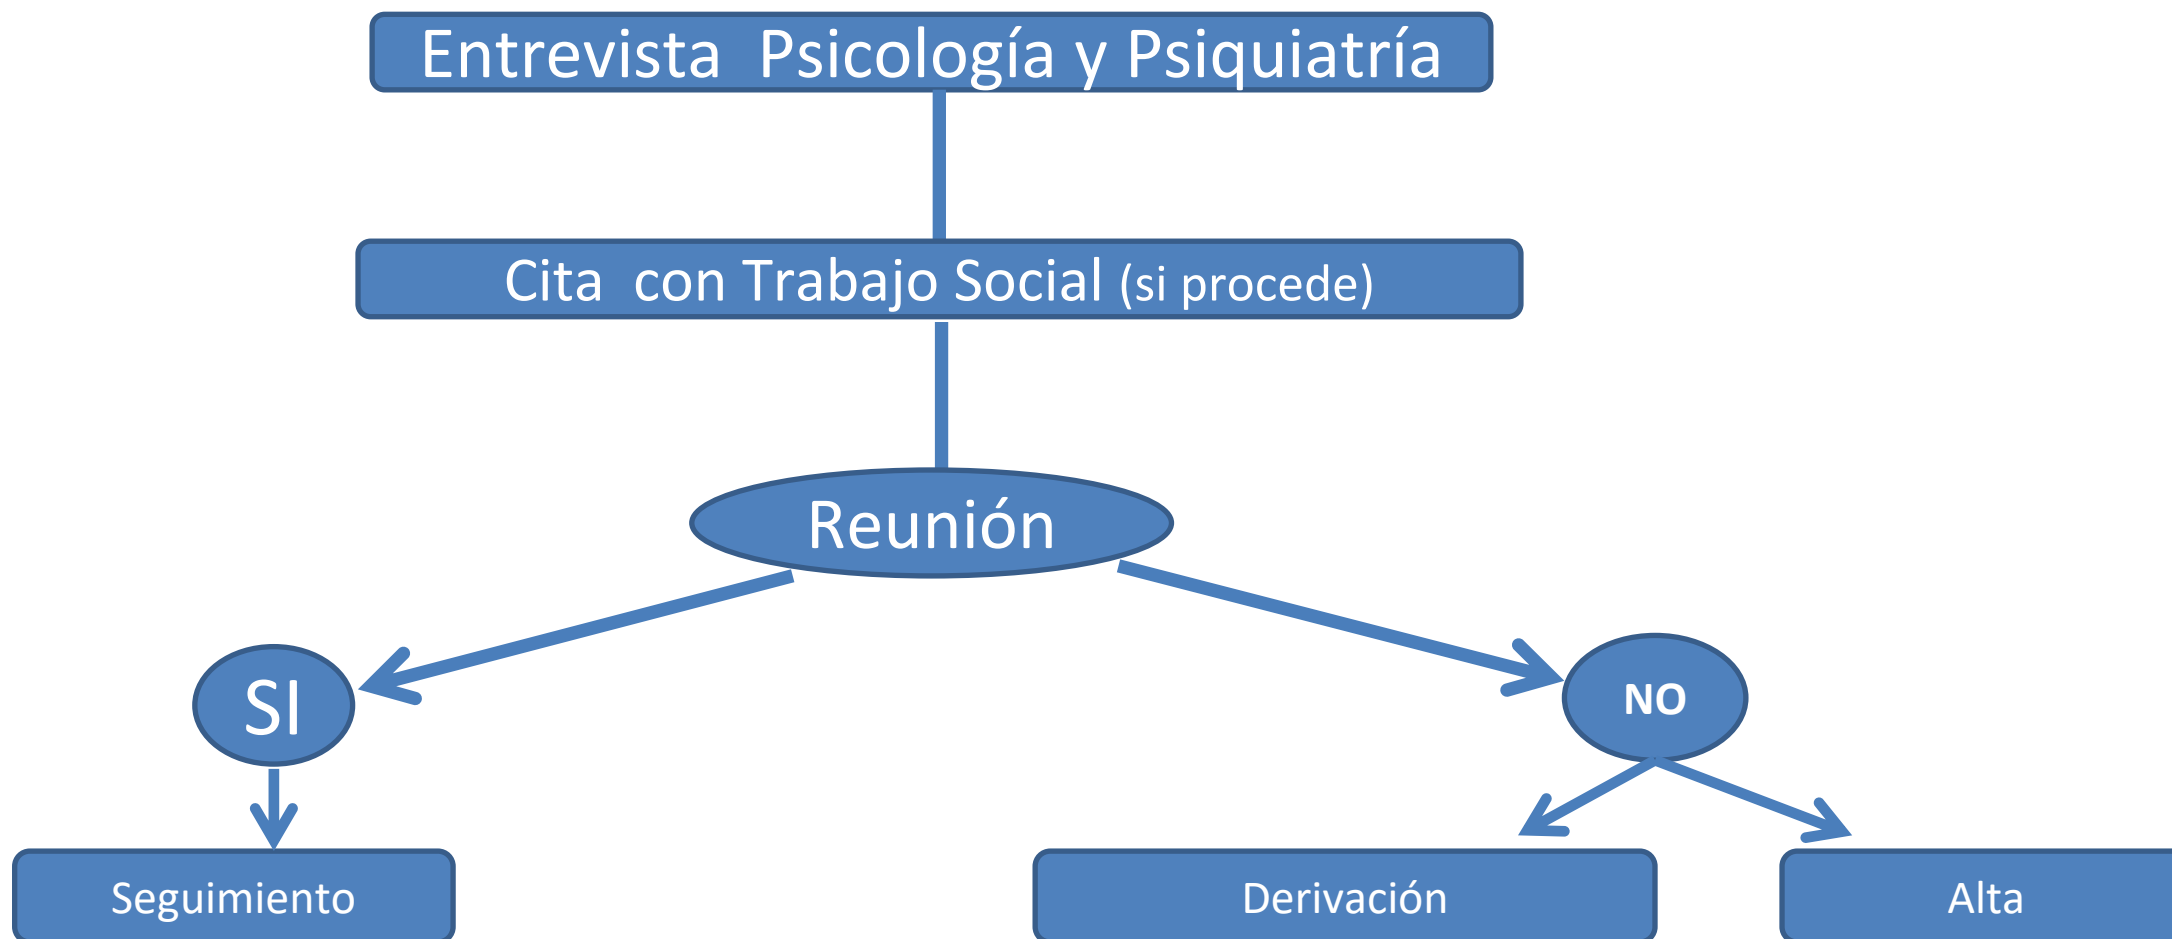 Entrevista  Psicología y Psiquiatría
Cita  con Trabajo Social (si procede)
Reunión
SI
NO
Seguimiento
Derivación
Alta